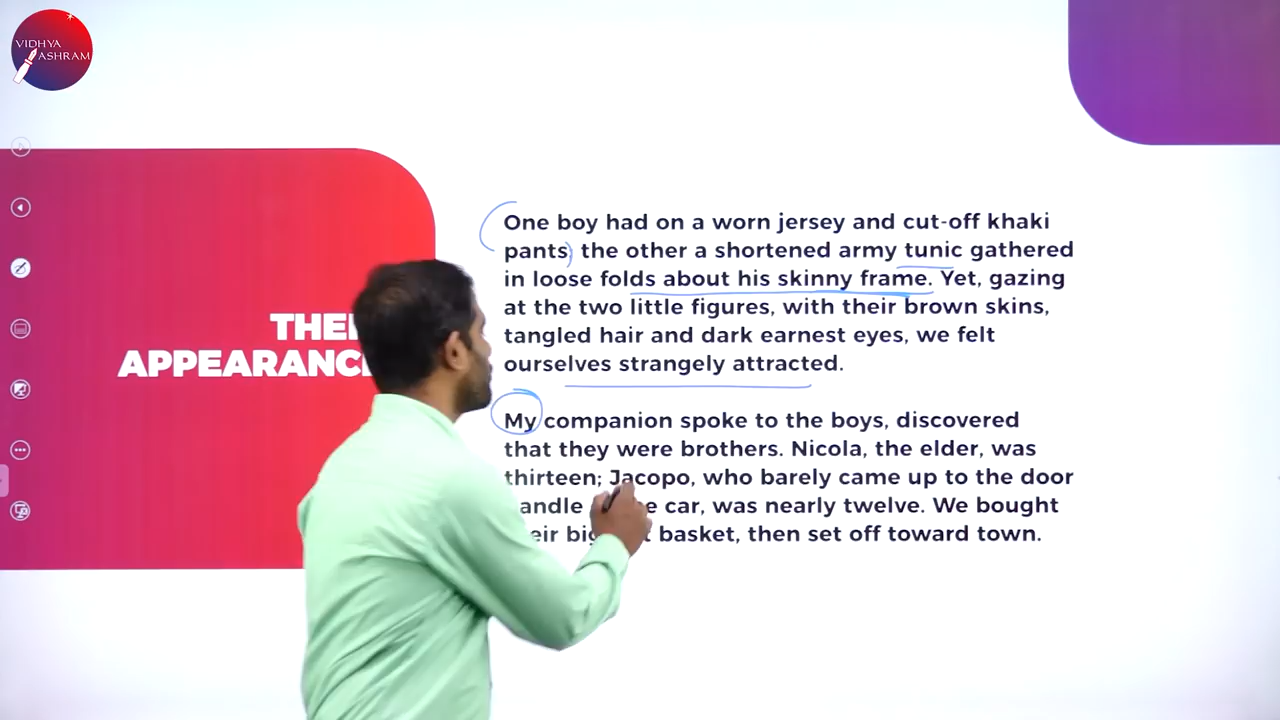 VIDHYA
ASHRAM
THEI
APPEARANC
One boy had on a worn jersey and cut-off khaki
pants, the other a shortened army tunic gathered
in loose folds about his skinny frame. Yet, gazing
at the two little figures, with their brown skins,
tangled hair and dark earnest eyes, we felt
ourselves strangely attracted.
My companion spoke to the boys, discovered
that they were brothers. Nicola, the elder, was
thirteen; Jacopo, who barely came up to the door
car, was nearly twelve. We bought
basket, then set off toward town.